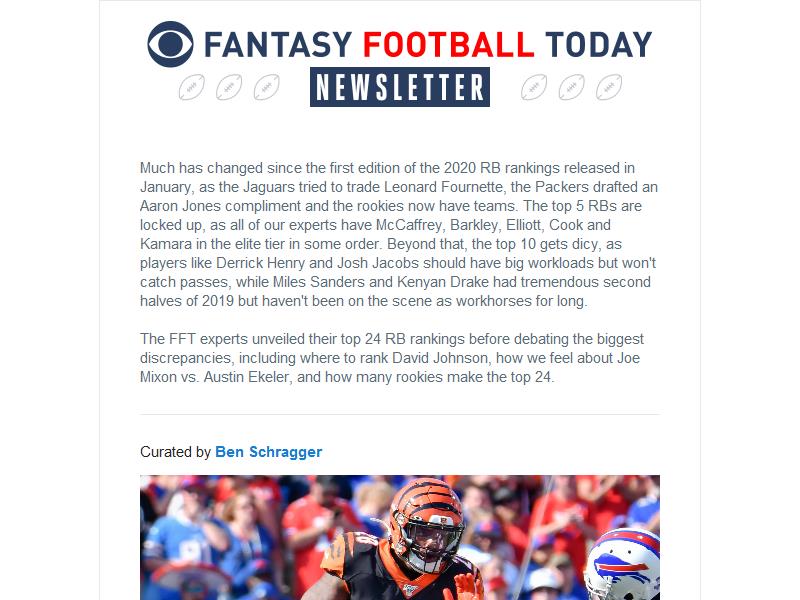 FANTASY FOOTBALL TODAY
NEWSLETTER
Much has changed since the first edition of the 2020 RB rankings released in
January, as the Jaguars tried to trade Leonard Fournette, the Packers drafted an
Aaron Jones compliment and the rookies now have teams. The top 5 RBs are
locked up, as all of our experts have McCaffrey, Barkley, Elliott, Cook and
Kamara in the elite tier in some order. Beyond that, the top 10 gets dicy, as
players like Derrick Henry and Josh Jacobs should have big workloads but won't
catch passes, while Miles Sanders and Kenyan Drake had tremendous second
halves of 2019 but haven't been on the scene as workhorses for long.
The FFT experts unveiled their top 24 RB rankings before debating the biggest
discrepancies, including where to rank David Johnson, how we feel about Joe
Mixon vs. Austin Ekeler, and how many rookies make the top 24.
Curated by Ben Schragger